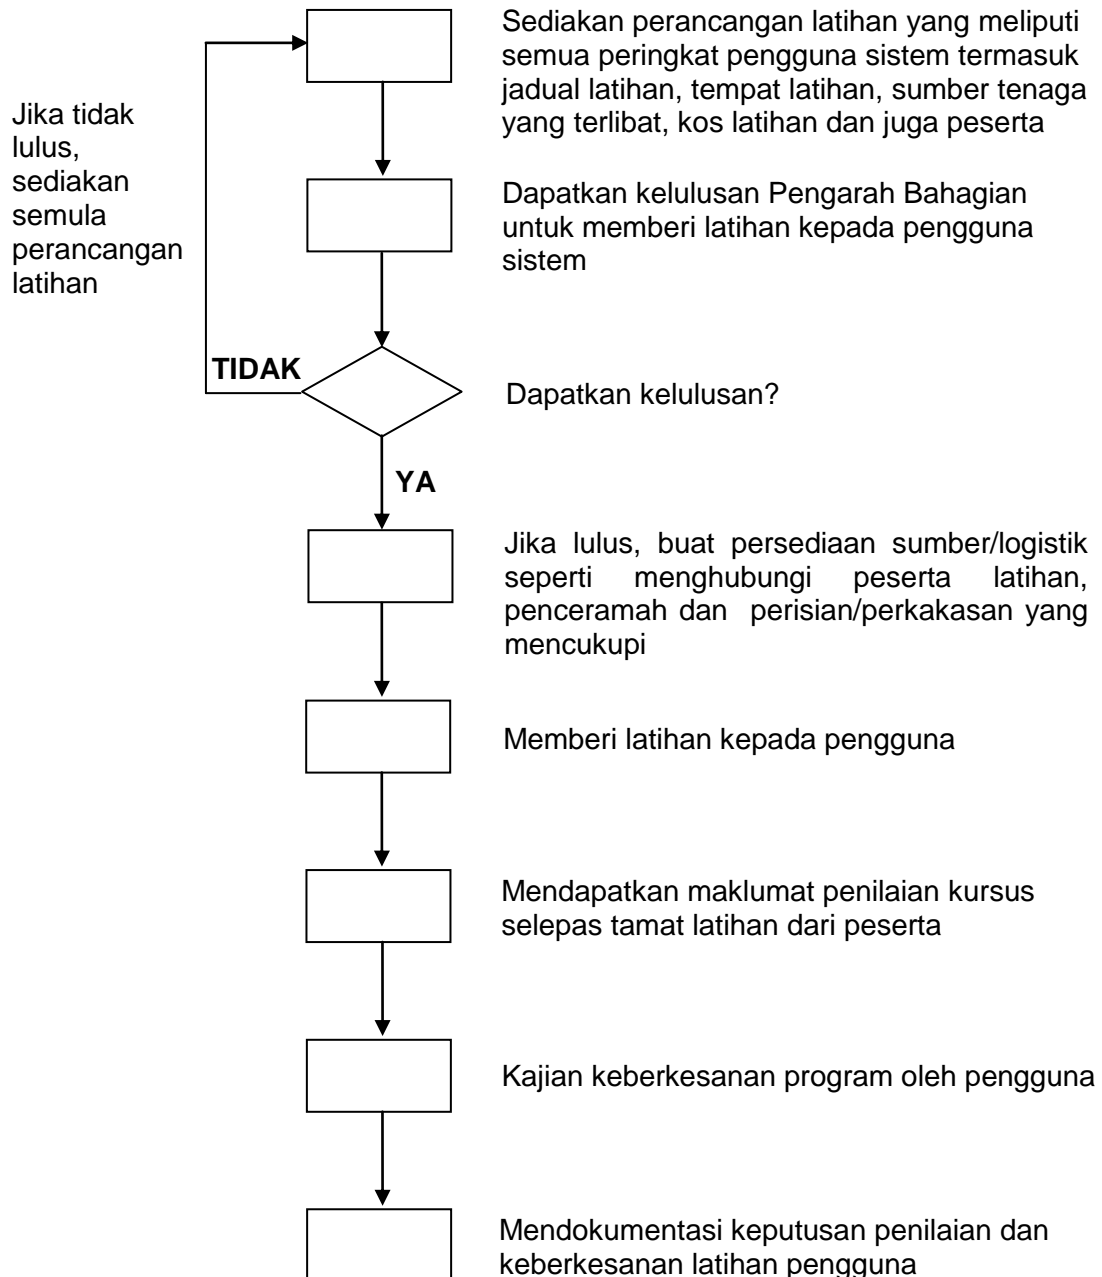 Sediakan perancangan latihan yang meliputi
semua peringkat pengguna sistem termasuk
jadual latihan, tempat latihan, sumber tenaga
yang terlibat, kos latihan dan juga peserta
Jika tidak
lulus,
sediakan
semula
perancangan
latihan
Dapatkan kelulusan Pengarah Bahagian
untuk memberi latihan kepada pengguna
sistem
TIDAK
Dapatkan kelulusan?
YA
Jika lulus, buat persediaan sumber/logistik
seperti menghubungi peserta latihan,
penceramah dan perisian/perkakasan yang
mencukupi
Memberi latihan kepada pengguna
Mendapatkan maklumat penilaian kursus
selepas tamat latihan dari peserta
Kajian keberkesanan program oleh pengguna
Mendokumentasi keputusan penilaian dan
keberkesanan latihan pengguna